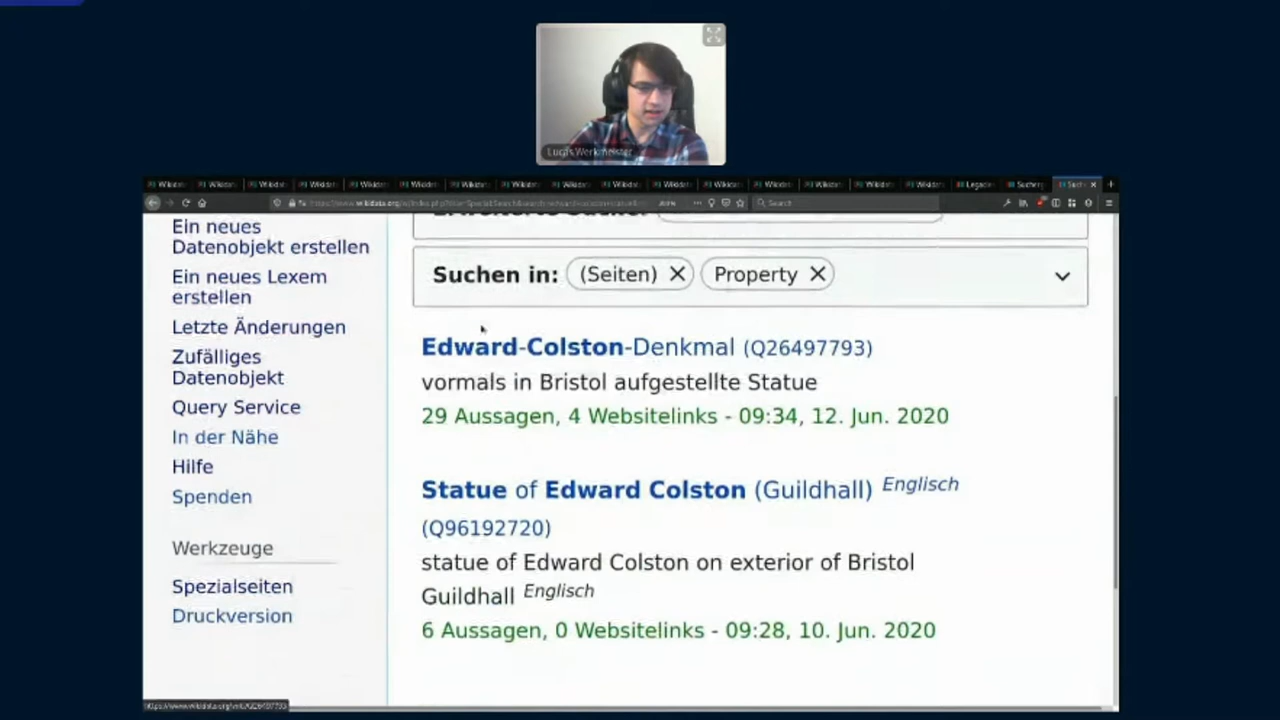 Lucas Werkmeister
Ein neues
Datenobjekt erstellen
Ein neues Lexem
erstellen
Letzte Änderungen
Zufälliges
Datenobjekt
Query Service
In der Nähe
Hilfe
Spenden
Werkzeuge
Spezialseiten
Druckversion
Suchen in: (Seiten) Property
Edward-Colston-Denkmal (Q26497793)
vormals in Bristol aufgestellte Statue
29 Aussagen, 4 Websitelinks - 09:34, 12. Jun. 2020
Statue of Edward Colston (Guildhall) Englisch
(Q96192720)
statue of Edward Colston on exterior of Bristol
Guildhall Englisch
6 Aussagen, 0 Websitelinks - 09:28, 10. Jun. 2020